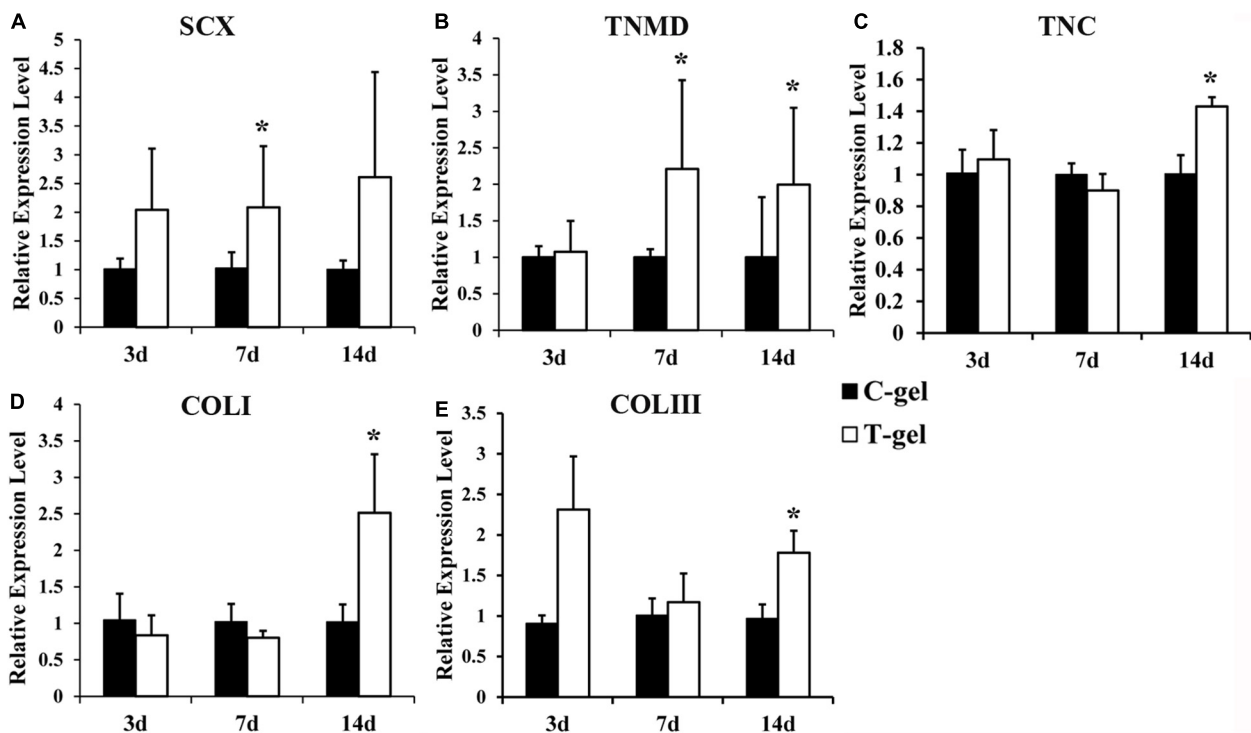 A
SCX
Relative Expression Level
5
4.5
4
3.5
3
2.5
2
1.5
1
0.5
0
*
3d 7d 14d
B
TNMD
Relative Expression Level
4
3.5
3
2.5
2
1.5
1
0.5
0
* *
3d 7d 14d
C
TNC
Relative Expression Level
1.8
1.6
1.4
1.2
1
0.8
0.6
0.4
0.2
0
*
3d 7d 14d
D
COLI
Relative Expression Level
4
3.5
3
2.5
2
1.5
1
0.5
0
*
3d 7d 14d
E
COLIII
Relative Expression Level
3.5
3
2.5
2
1.5
1
0.5
0
*
3d 7d 14d
C-gel
T-gel